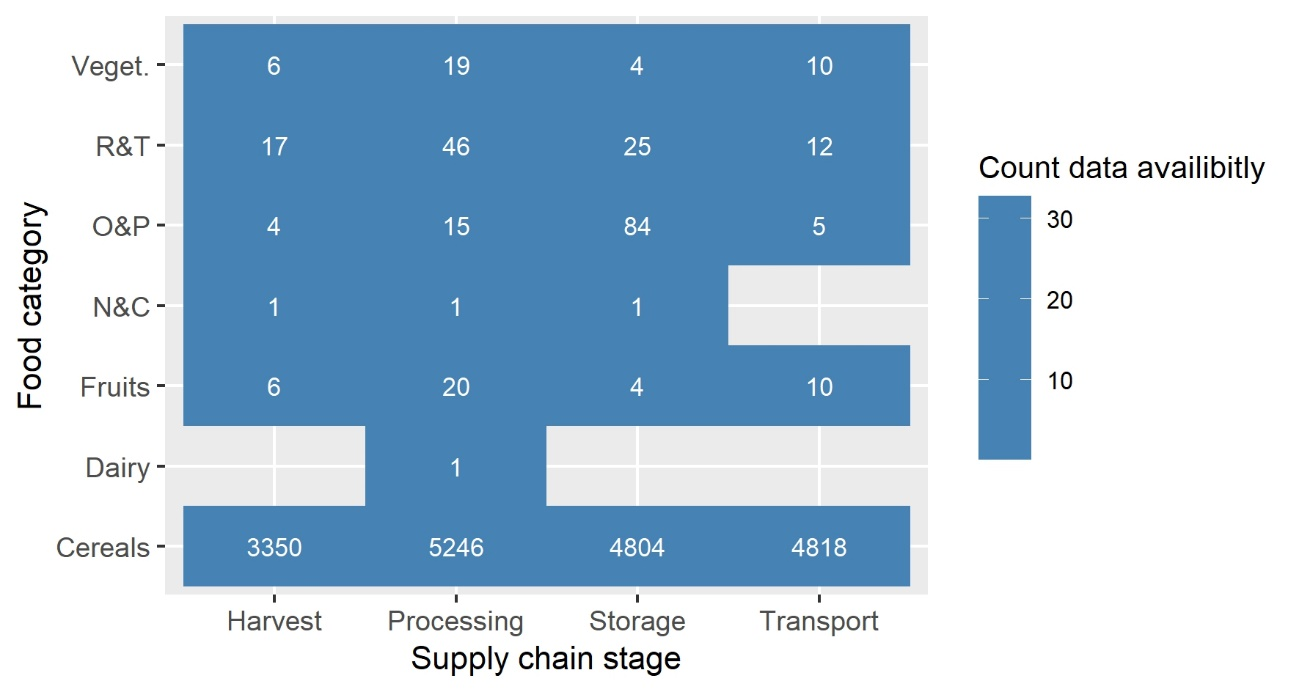 Food category
Veget. 6 19 4 10
R&T 17 46 25 12
O&P 4 15 84 5
N&C 1 1 1
Fruits 6 20 4 10
Dairy 1
Cereals 3350 5246 4804 4818
Harvest Processing Storage Transport
Supply chain stage
Count data availibitly
30
20
10